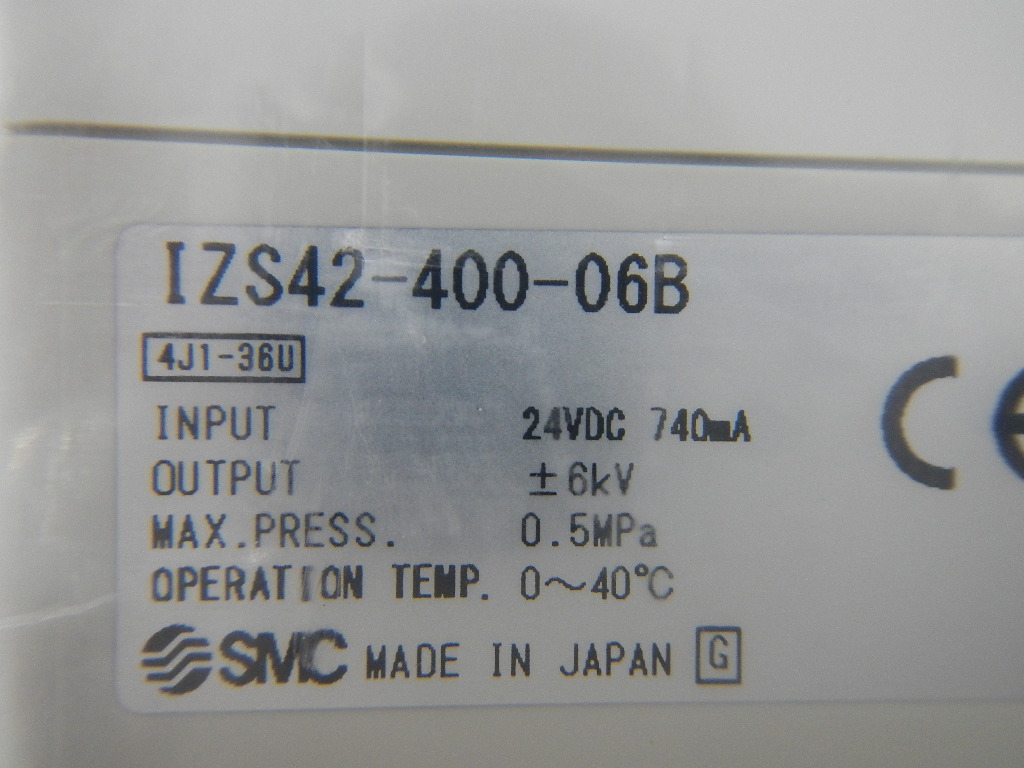 IZS42-400-06B
4J1-36U
INPUT 24VDC 740mA
OUTPUT ±6kV
MAX.PRESS. 0.5MPa
OPERATION TEMP. 0～40℃
SMC MADE IN JAPAN G
CE